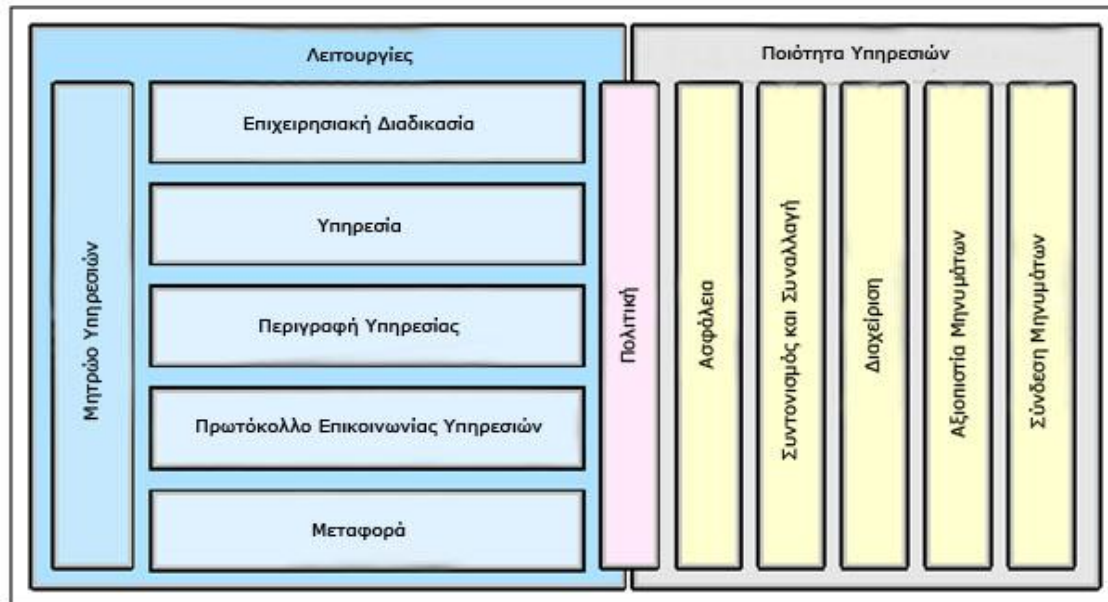 Λειτουργίες
Μητρώο Υπηρεσιών
Επιχειρησιακή Διαδικασία
Υπηρεσία
Περιγραφή Υπηρεσίας
Πρωτόκολλο Επικοινωνίας Υπηρεσιών
Μεταφορά
Πολιτική
Ποιότητα Υπηρεσιών
Ασφάλεια
Συντονισμός και Συναλλαγή
Διαχείριση
Αξιοπιστία Μηνυμάτων
Σύνδεση Μηνυμάτων